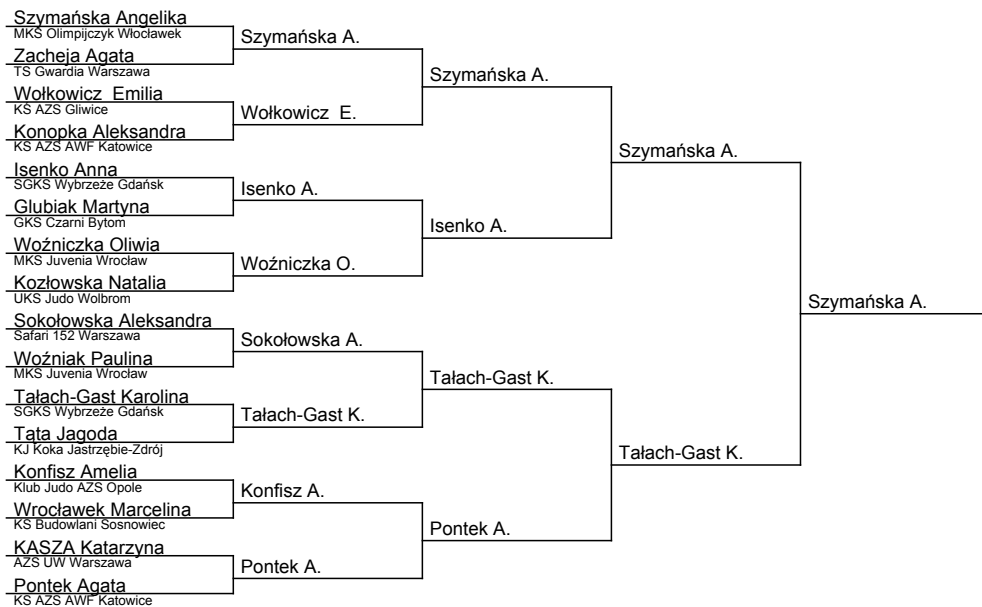 Szymańska Angelika
MKS Olimpijczyk Włocławek
Zacheja Agata
TS Gwardia Warszawa
Wołkowicz  Emilia
KŚ AZS Gliwice
Konopka Aleksandra
KS AZS AWF Katowice
Isenko Anna
SGKS Wybrzeże Gdańsk
Glubiak Martyna
GKS Czarni Bytom
Woźniczka Oliwia
MKS Juvenia Wrocław
Kozłowska Natalia
UKS Judo Wolbrom
Sokołowska Aleksandra
Safari 152 Warszawa
Woźniak Paulina
MKS Juvenia Wrocław
Tałach-Gast Karolina
SGKS Wybrzeże Gdańsk
Tąta Jagoda
KJ Koka Jastrzębie-Zdrój
Konfisz Amelia
Klub Judo AZS Opole
Wrocławek Marcelina
KS Budowlani Sosnowiec
KASZA Katarzyna
AZS UW Warszawa
Pontek Agata
KS AZS AWF Katowice
Szymańska A.
Wołkowicz  E.
Isenko A.
Woźniczka O.
Sokołowska A.
Tałach-Gast K.
Konfisz A.
Pontek A.
Szymańska A.
Isenko A.
Tałach-Gast K.
Pontek A.
Szymańska A.
Tałach-Gast K.
Szymańska A.